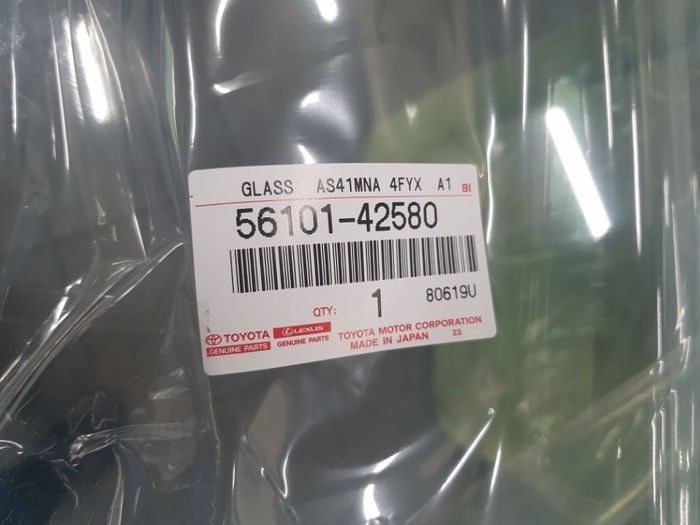 GLASS AS41MNA 4FYX A1 BI
56101-42580
QTY: 1 80619U
TOYOTA LEXUS TOYOTA MOTOR CORPORATION
GENUINE PARTS GENUINE PARTS MADE IN JAPAN 23